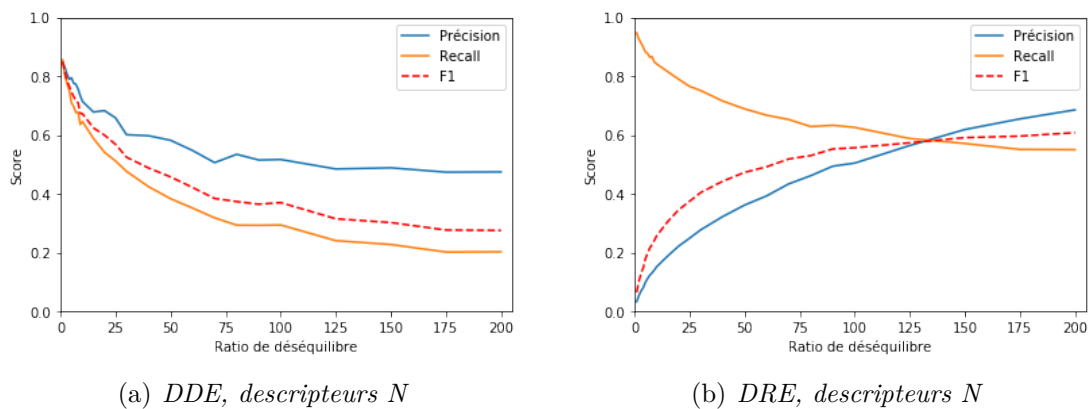 1.0
0.8
0.6
0.4
0.2
0.0
Score
Précision
Recall
F1
0 25 50 75 100 125 150 175 200
Ratio de déséquilibre
(a) DDE, descripteurs N
1.0
0.8
0.6
0.4
0.2
0.0
Score
Précision
Recall
F1
0 25 50 75 100 125 150 175 200
Ratio de déséquilibre
(b) DRE, descripteurs N